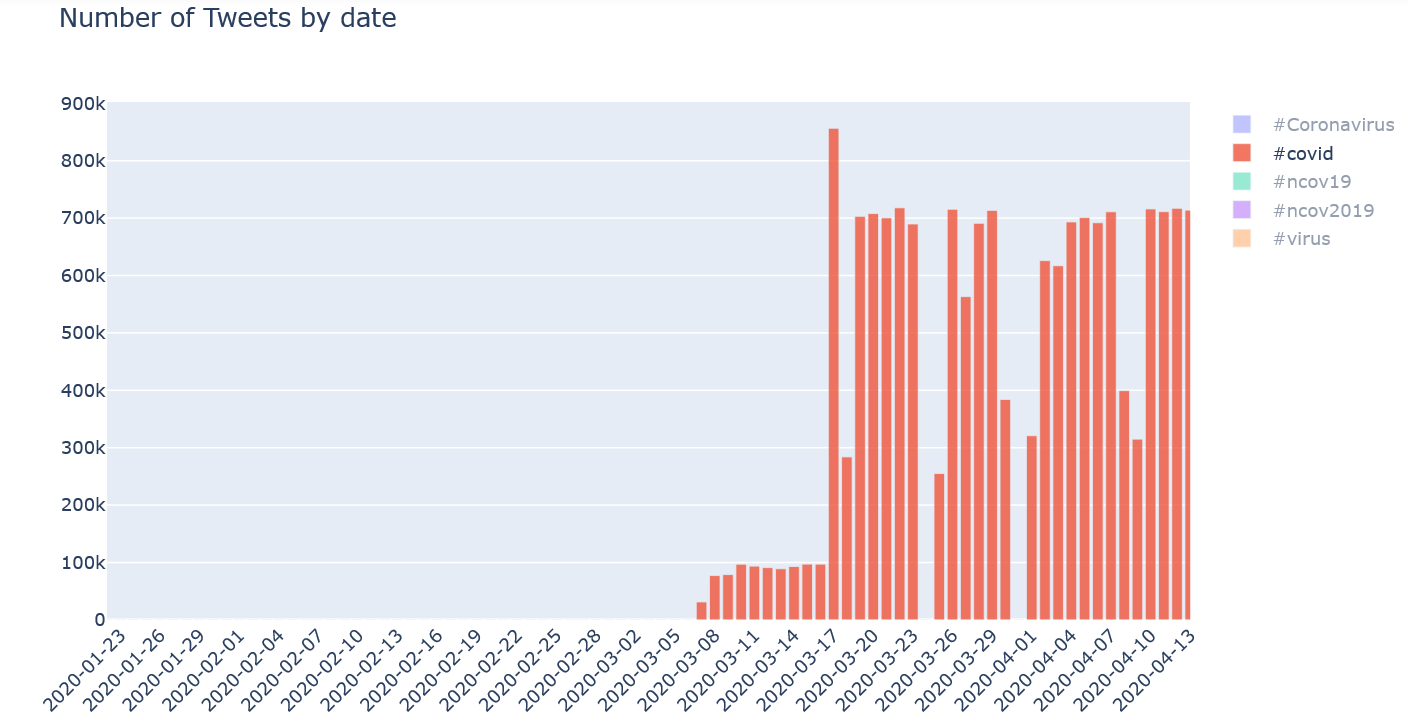 Number of Tweets by date
900k
800k
700k
600k
500k
400k
300k
200k
100k
0
#Coronavirus
#covid
#ncov19
#ncov2019
#virus
2020-01-23
2020-01-26
2020-01-29
2020-02-01
2020-02-04
2020-02-07
2020-02-10
2020-02-13
2020-02-16
2020-02-19
2020-02-22
2020-02-25
2020-02-28
2020-03-02
2020-03-05
2020-03-08
2020-03-11
2020-03-14
2020-03-17
2020-03-20
2020-03-23
2020-03-26
2020-03-29
2020-04-01
2020-04-04
2020-04-07
2020-04-10
2020-04-13